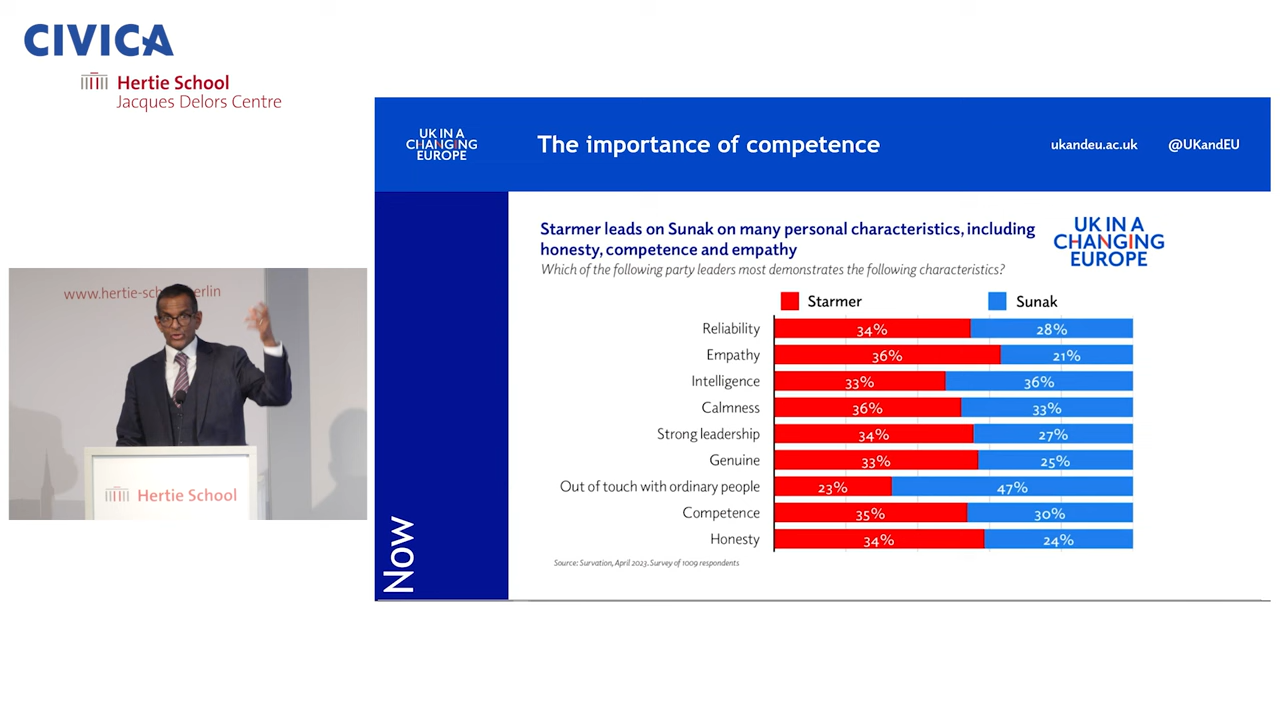 CIVICA
Hertie School
Jacques Delors Centre
UK IN A
CHANGING
EUROPE
The importance of competence
ukandeu.ac.uk
@UKandEU
Starmer leads on Sunak on many personal characteristics, including
honesty, competence and empathy
Which of the following party leaders most demonstrates the following characteristics?
UK IN A
CHANGING
EUROPE
Starmer Sunak
Reliability 34% 28%
Empathy 36% 21%
Intelligence 33% 36%
Calmness 36% 33%
Strong leadership 34% 27%
Genuine 33% 25%
Out of touch with ordinary people 23% 47%
Competence 35% 30%
Honesty 34% 24%
Source: Survation, April 2023. Survey of 1009 respondents
Now
Hertie School